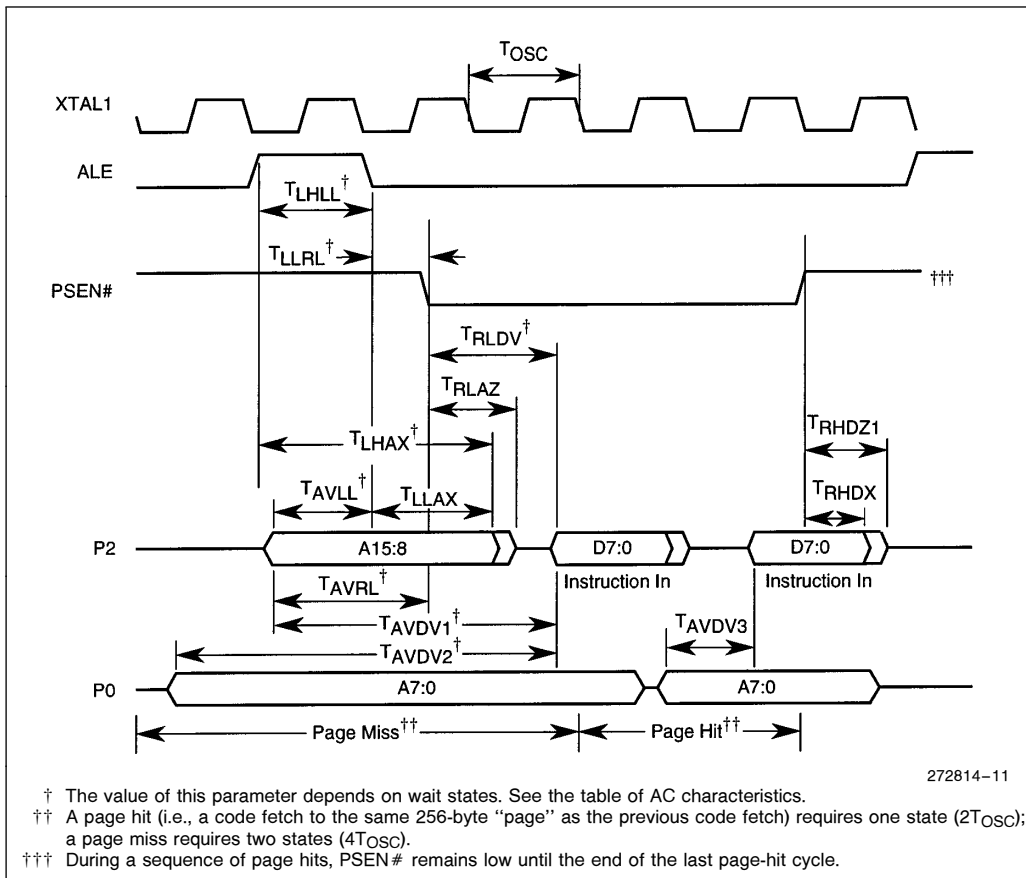 TOSC
XTAL1
ALE
TLHLL†
TLLRL†
PSEN#
†††
TRLDV†
TRLAZ
TLHAX†
TRHDZ1
TAVLL†
TLLAX
TRHDX
P2
A15:8
D7:0
D7:0
Instruction In
Instruction In
TAVRL†
TAVDV1†
TAVDV3
TAVDV2†
P0
A7:0
A7:0
Page Miss††
Page Hit††
272814–11
† The value of this parameter depends on wait states. See the table of AC characteristics.
†† A page hit (i.e., a code fetch to the same 256-byte "page" as the previous code fetch) requires one state (2TOSC);
a page miss requires two states (4TOSC).
††† During a sequence of page hits, PSEN# remains low until the end of the last page-hit cycle.